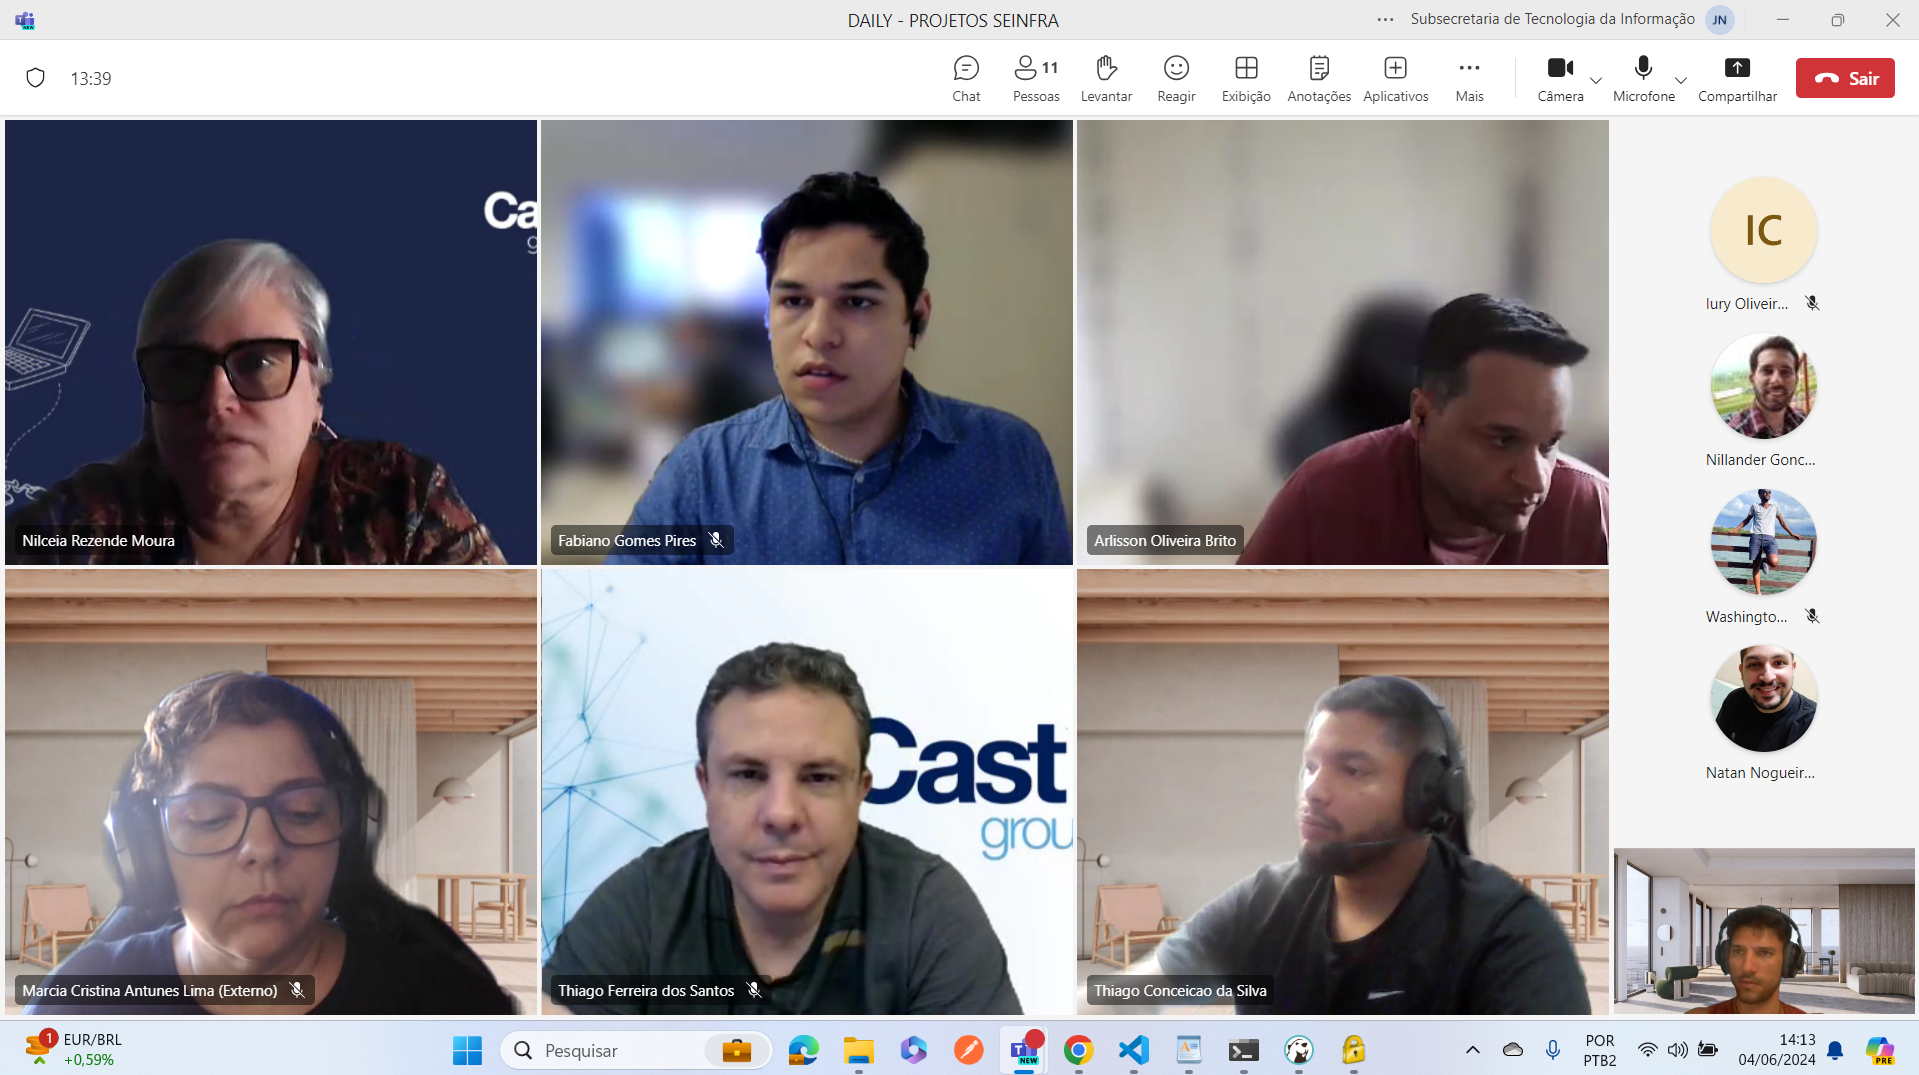 DAILY - PROJETOS SEINFRA
Subsecretaria de Tecnologia da Informação
JN
13:39
Chat
11
Pessoas
Levantar
Reagir
Exibição
Anotações
Aplicativos
Mais
Câmera
Microfone
Compartilhar
Sair
Ca
g
Nilceia Rezende Moura
Fabiano Gomes Pires
Arlisson Oliveira Brito
IC
Iury Oliveir...
Nillander Gonc...
Washingto...
Natan Nogueir...
Marcia Cristina Antunes Lima (Externo)
Cast
grou
Thiago Ferreira dos Santos
Thiago Conceicao da Silva
1
EUR/BRL
+0,59%
Pesquisar
NEW
POR
PTB2
14:13
04/06/2024
PRE